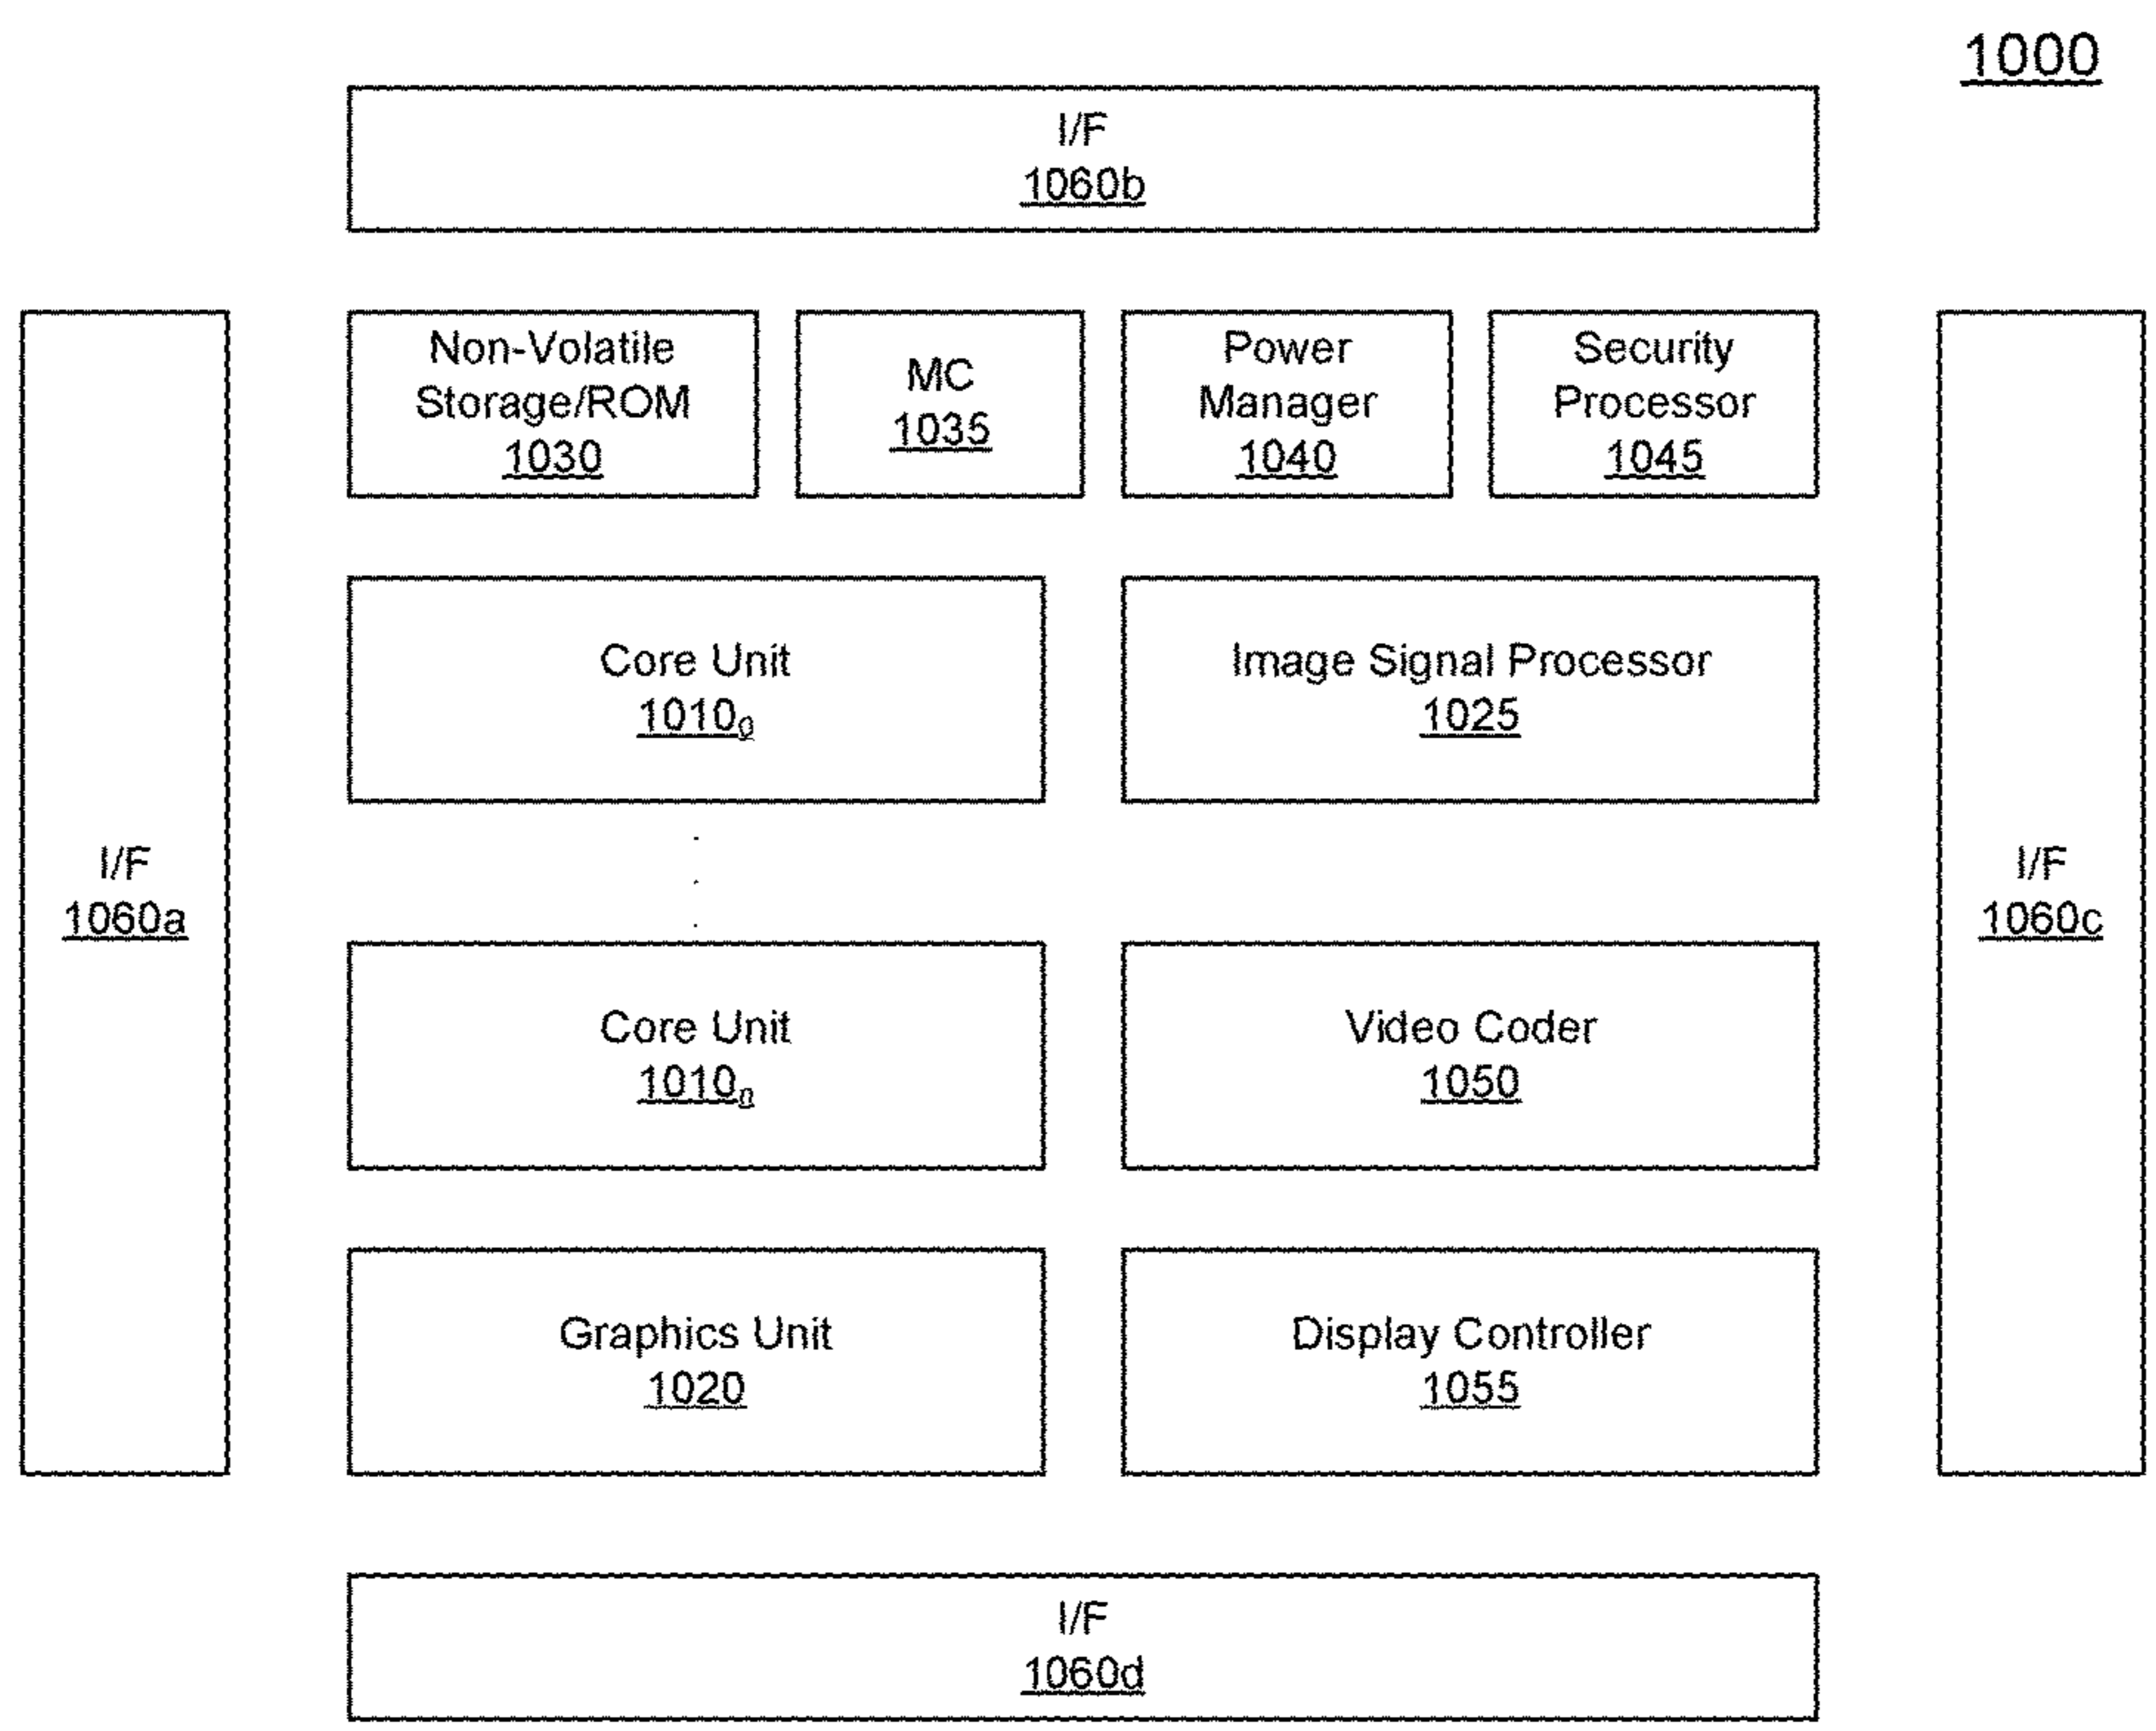 1000
I/F
1060b
Non-Volatile
Storage/ROM
1030
MC
1035
Power
Manager
1040
Security
Processor
1045
I/F
1060a
Core Unit
1010₀
Image Signal Processor
1025
Core Unit
1010ₙ
Video Coder
1050
Graphics Unit
1020
Display Controller
1055
I/F
1060c
I/F
1060d